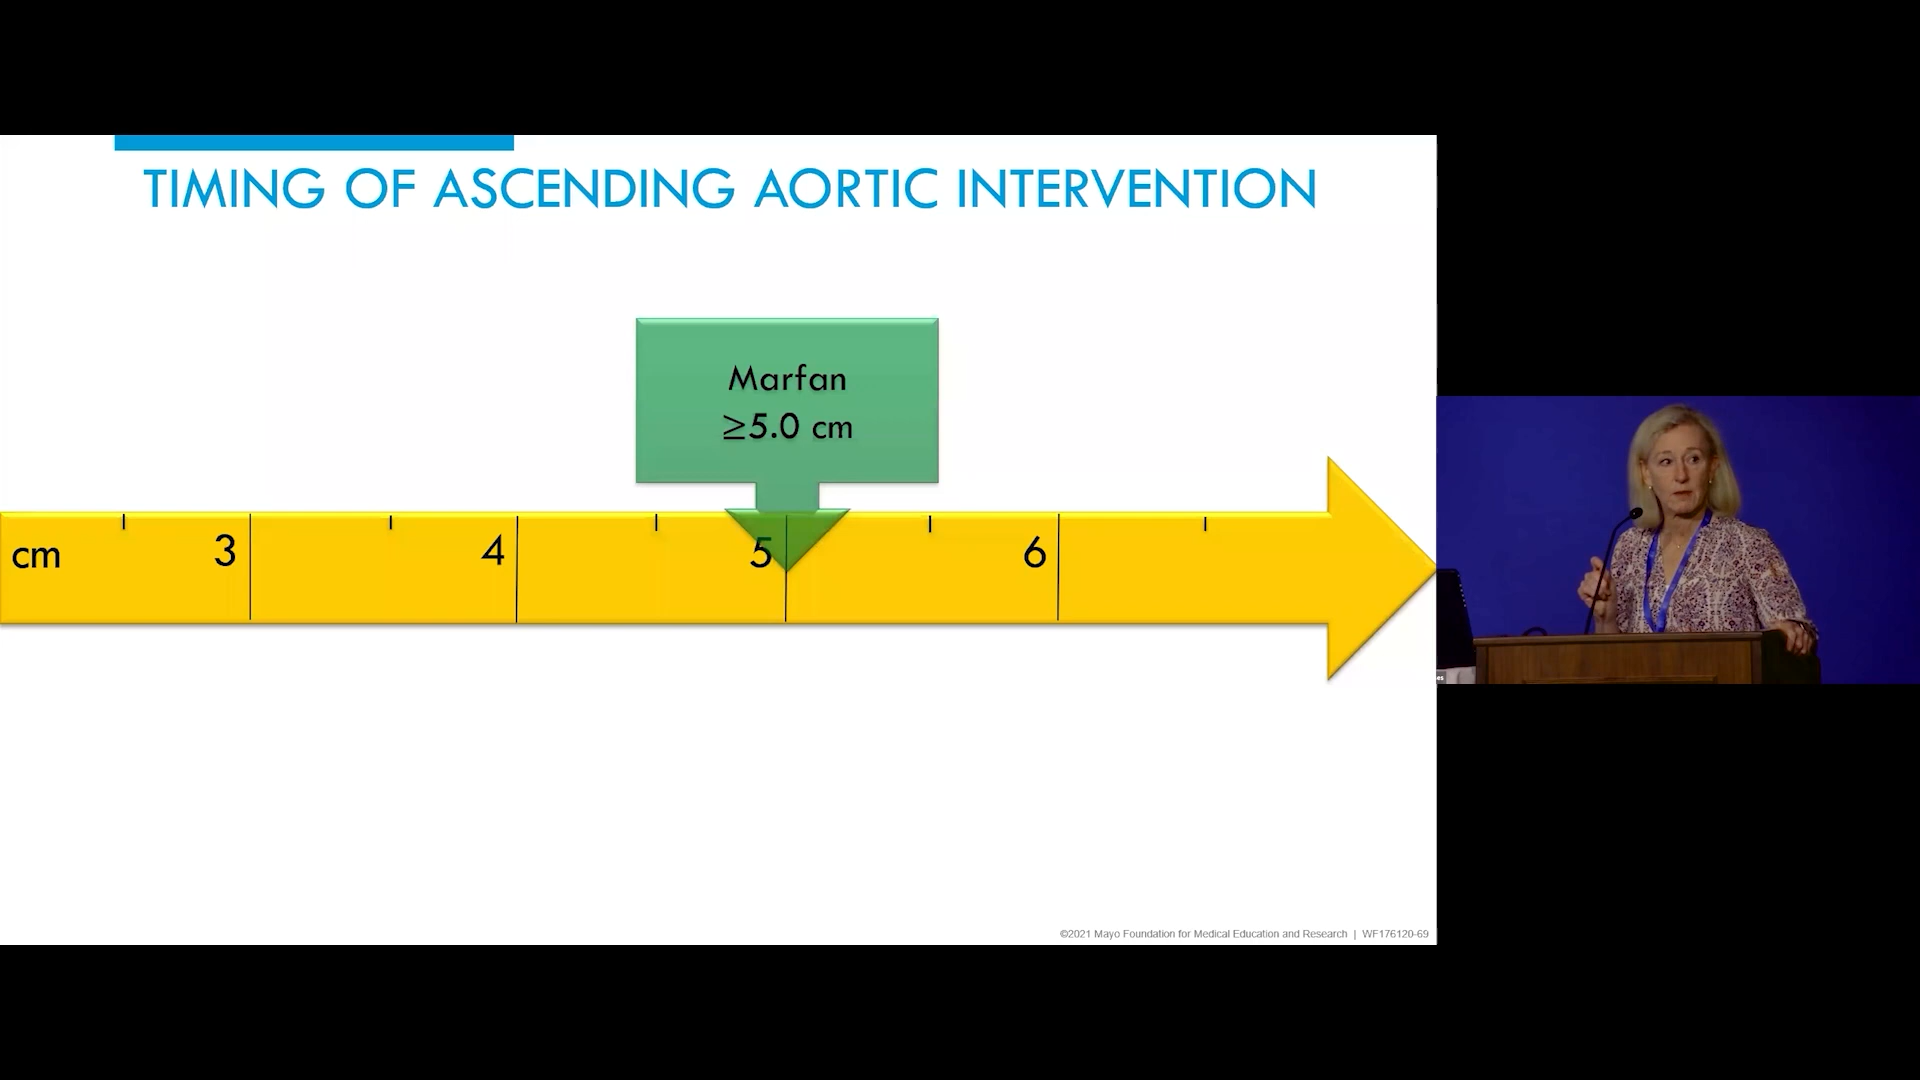 TIMING OF ASCENDING AORTIC INTERVENTION
Marfan
≥5.0 cm
cm 3 4 5 6
©2021 Mayo Foundation for Medical Education and Research | WF176120-69